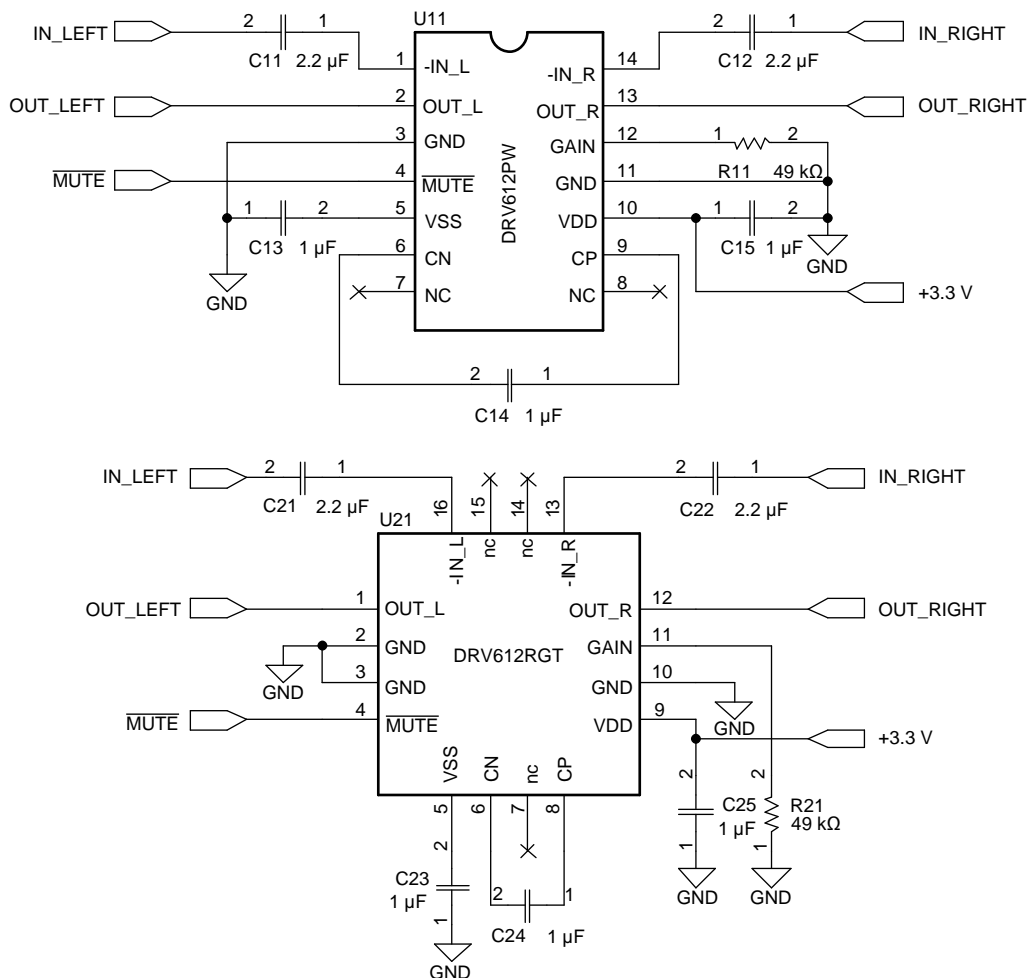 U11
2 1
2 1
IN_LEFT
IN_RIGHT
C11 2.2 µF
C12 2.2 µF
1 -IN_L
-IN_R 14
OUT_LEFT 2 OUT_L
OUT_R 13 OUT_RIGHT
3 GND
GAIN 12 1 2
R11 49 kΩ
MUTE 4 MUTE
GND 11
DRV612PW
1 2 5 VSS
VDD 10 1 2
C13 1 µF
C15 1 µF
6 CN
CP 9
GND
GND
7 NC
NC 8
+3.3 V
2 1
C14 1 µF
IN_LEFT 2 1
2 1 IN_RIGHT
C21 2.2 µF
C22 2.2 µF
16 15 14 13
U21
-IN_L nc nc -IN_R
OUT_LEFT 1 OUT_L
OUT_R 12 OUT_RIGHT
2 GND
GAIN 11
DRV612RGT
GND
3 GND
GND 10
MUTE 4 MUTE
VDD 9
GND
+3.3 V
VSS CN nc CP
5 6 7 8
2 2
C25
1 µF
R21
49 kΩ
1 1
2
C23
1 µF
1
2 1
C24 1 µF
GND GND
GND